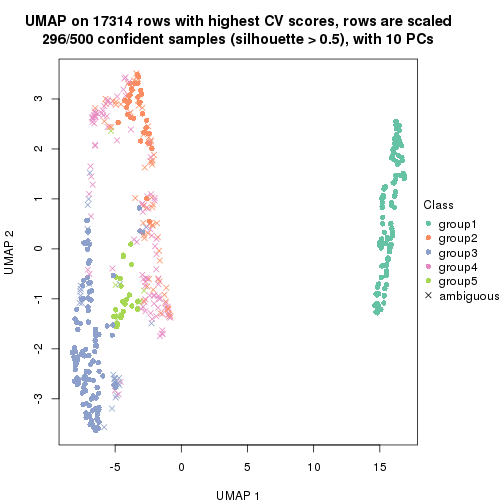 UMAP on 17314 rows with highest CV scores, rows are scaled
296/500 confident samples (silhouette > 0.5), with 10 PCs
3
2
1
0
-1
-2
-3
UMAP 2
-5
0
5
10
15
UMAP 1
Class
group1
group2
group3
group4
group5
ambiguous